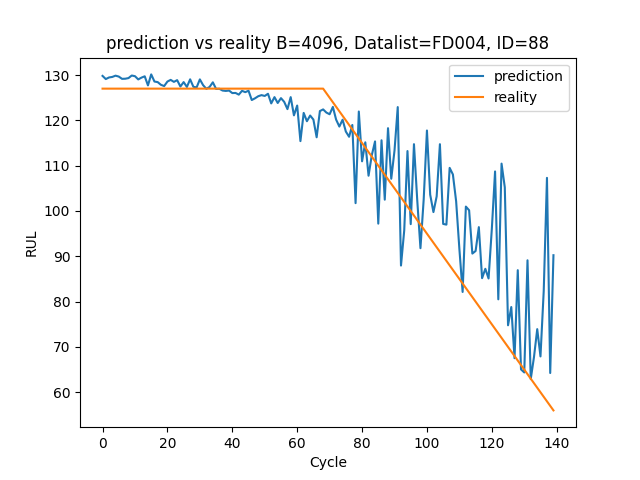 prediction vs reality B=4096, Datalist=FD004, ID=88
prediction
reality
RUL
130
120
110
100
90
80
70
60
0 20 40 60 80 100 120 140
Cycle